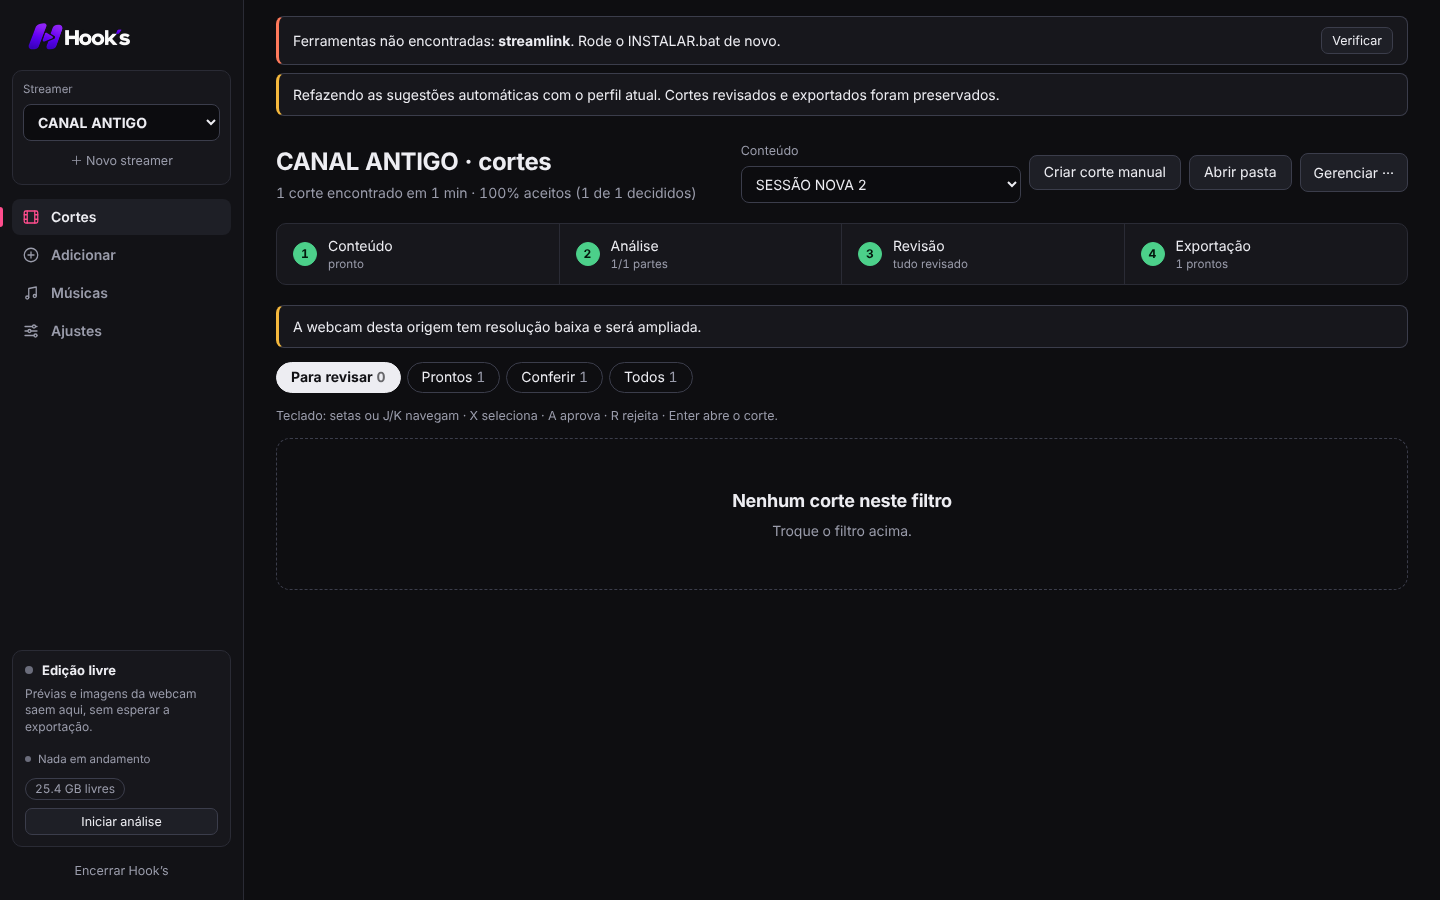 Hook's
Streamer
CANAL ANTIGO
+ Novo streamer
Cortes
Adicionar
Músicas
Ajustes
Edição livre
Prévias e imagens da webcam
saem aqui, sem esperar a
exportação.
Nada em andamento
25.4 GB livres
Iniciar análise
Encerrar Hook's
Ferramentas não encontradas: streamlink. Rode o INSTALAR.bat de novo.
Verificar
Refazendo as sugestões automáticas com o perfil atual. Cortes revisados e exportados foram preservados.
CANAL ANTIGO · cortes
1 corte encontrado em 1 min · 100% aceitos (1 de 1 decididos)
Conteúdo
SESSÃO NOVA 2
Criar corte manual
Abrir pasta
Gerenciar ···
1 Conteúdo
pronto
2 Análise
1/1 partes
3 Revisão
tudo revisado
4 Exportação
1 prontos
A webcam desta origem tem resolução baixa e será ampliada.
Para revisar 0
Prontos 1
Conferir 1
Todos 1
Teclado: setas ou J/K navegam · X seleciona · A aprova · R rejeita · Enter abre o corte.
Nenhum corte neste filtro
Troque o filtro acima.